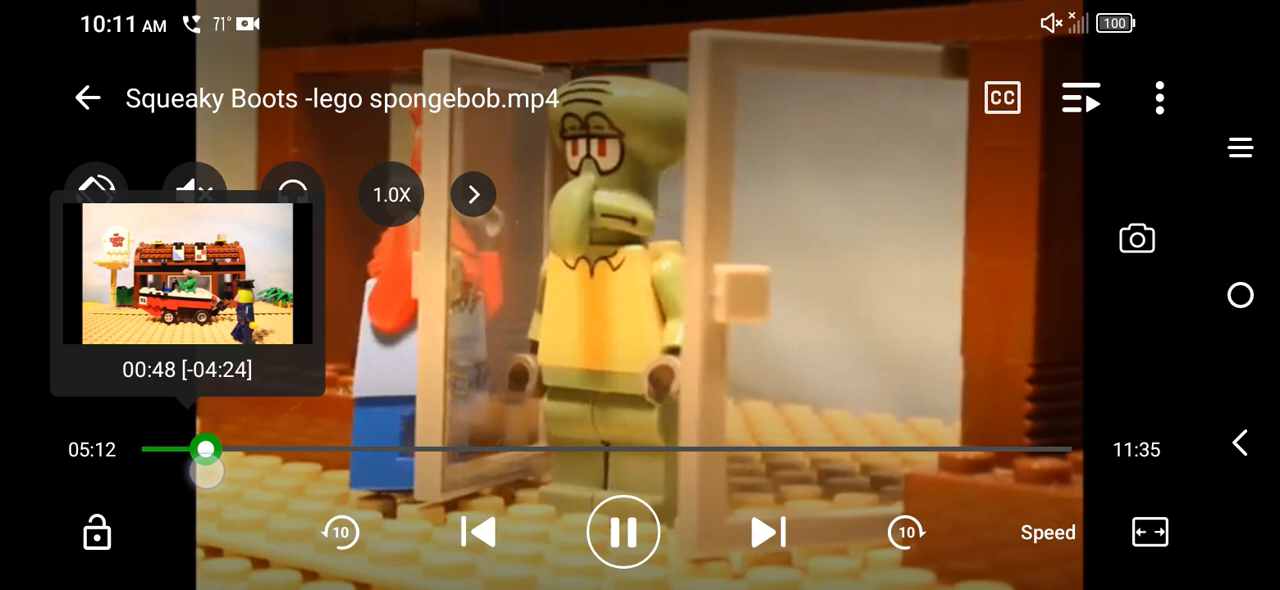 10:11 AM 71° 100
Squeaky Boots -lego spongebob.mp4 CC
1.0X
00:48 [-04:24]
05:12 11:35
10 10 Speed